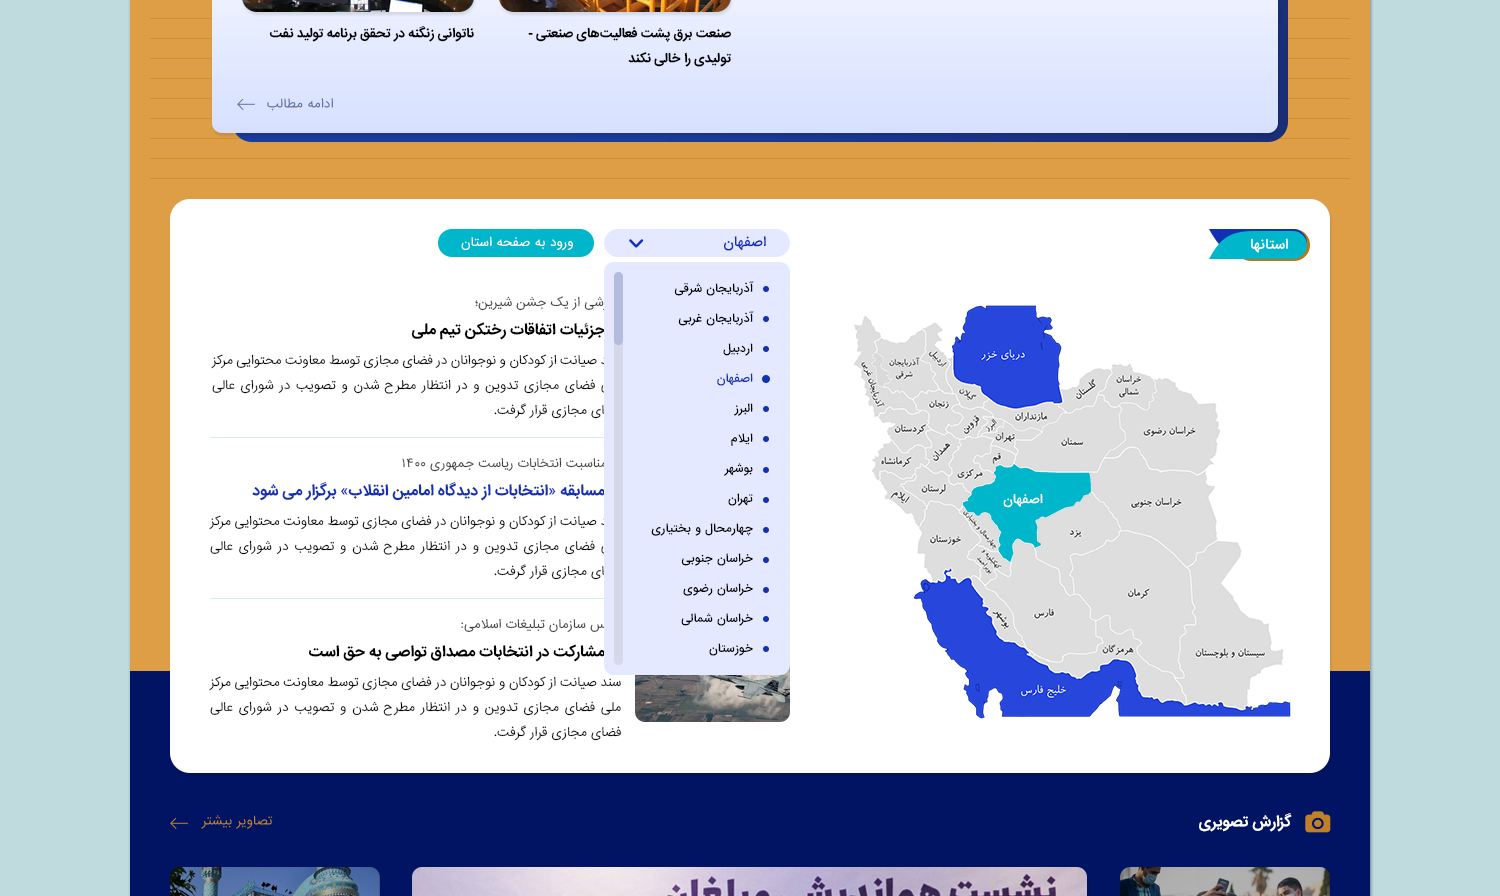 صنعت برق پشت فعالیت‌های صنعتی -
تولیدی را خالی نکند
ناتوانی زنگنه در تحقق برنامه تولید نفت
ادامه مطالب
استانها
دریای خزر
آذربایجان
شرقی
آذربایجان غربی
اردبیل
گیلان
زنجان
کردستان
قزوین
البرز
تهران
مازندران
گلستان
خراسان
شمالی
خراسان رضوی
سمنان
همدان
کرمانشاه
قم
مرکزی
لرستان
ایلام
اصفهان
خراسان جنوبی
یزد
خوزستان
چهارمحال و بختیاری
کهگیلویه و
بویراحمد
کرمان
فارس
بوشهر
هرمزگان
سیستان و بلوچستان
خلیج فارس
اصفهان
آذربایجان شرقی
آذربایجان غربی
اردبیل
اصفهان
البرز
ایلام
بوشهر
تهران
چهارمحال و بختیاری
خراسان جنوبی
خراسان رضوی
خراسان شمالی
خوزستان
ورود به صفحه استان
از یک جشن شیرین؛
جزئیات اتفاقات رختکن تیم ملی
صیانت از کودکان و نوجوانان در فضای مجازی توسط معاونت محتوایی مرکز
فضای مجازی تدوین و در انتظار مطرح شدن و تصویب در شورای عالی
مجازی قرار گرفت.
مناسبت انتخابات ریاست جمهوری ۱۴۰۰
مسابقه «انتخابات از دیدگاه امامین انقلاب» برگزار می شود
صیانت از کودکان و نوجوانان در فضای مجازی توسط معاونت محتوایی مرکز
فضای مجازی تدوین و در انتظار مطرح شدن و تصویب در شورای عالی
مجازی قرار گرفت.
سازمان تبلیغات اسلامی:
مشارکت در انتخابات مصداق تواصی به حق است
سند صیانت از کودکان و نوجوانان در فضای مجازی توسط معاونت محتوایی مرکز
ملی فضای مجازی تدوین و در انتظار مطرح شدن و تصویب در شورای عالی
فضای مجازی قرار گرفت.
گزارش تصویری
تصاویر بیشتر
نشست هم‌اندیشی مبلغان